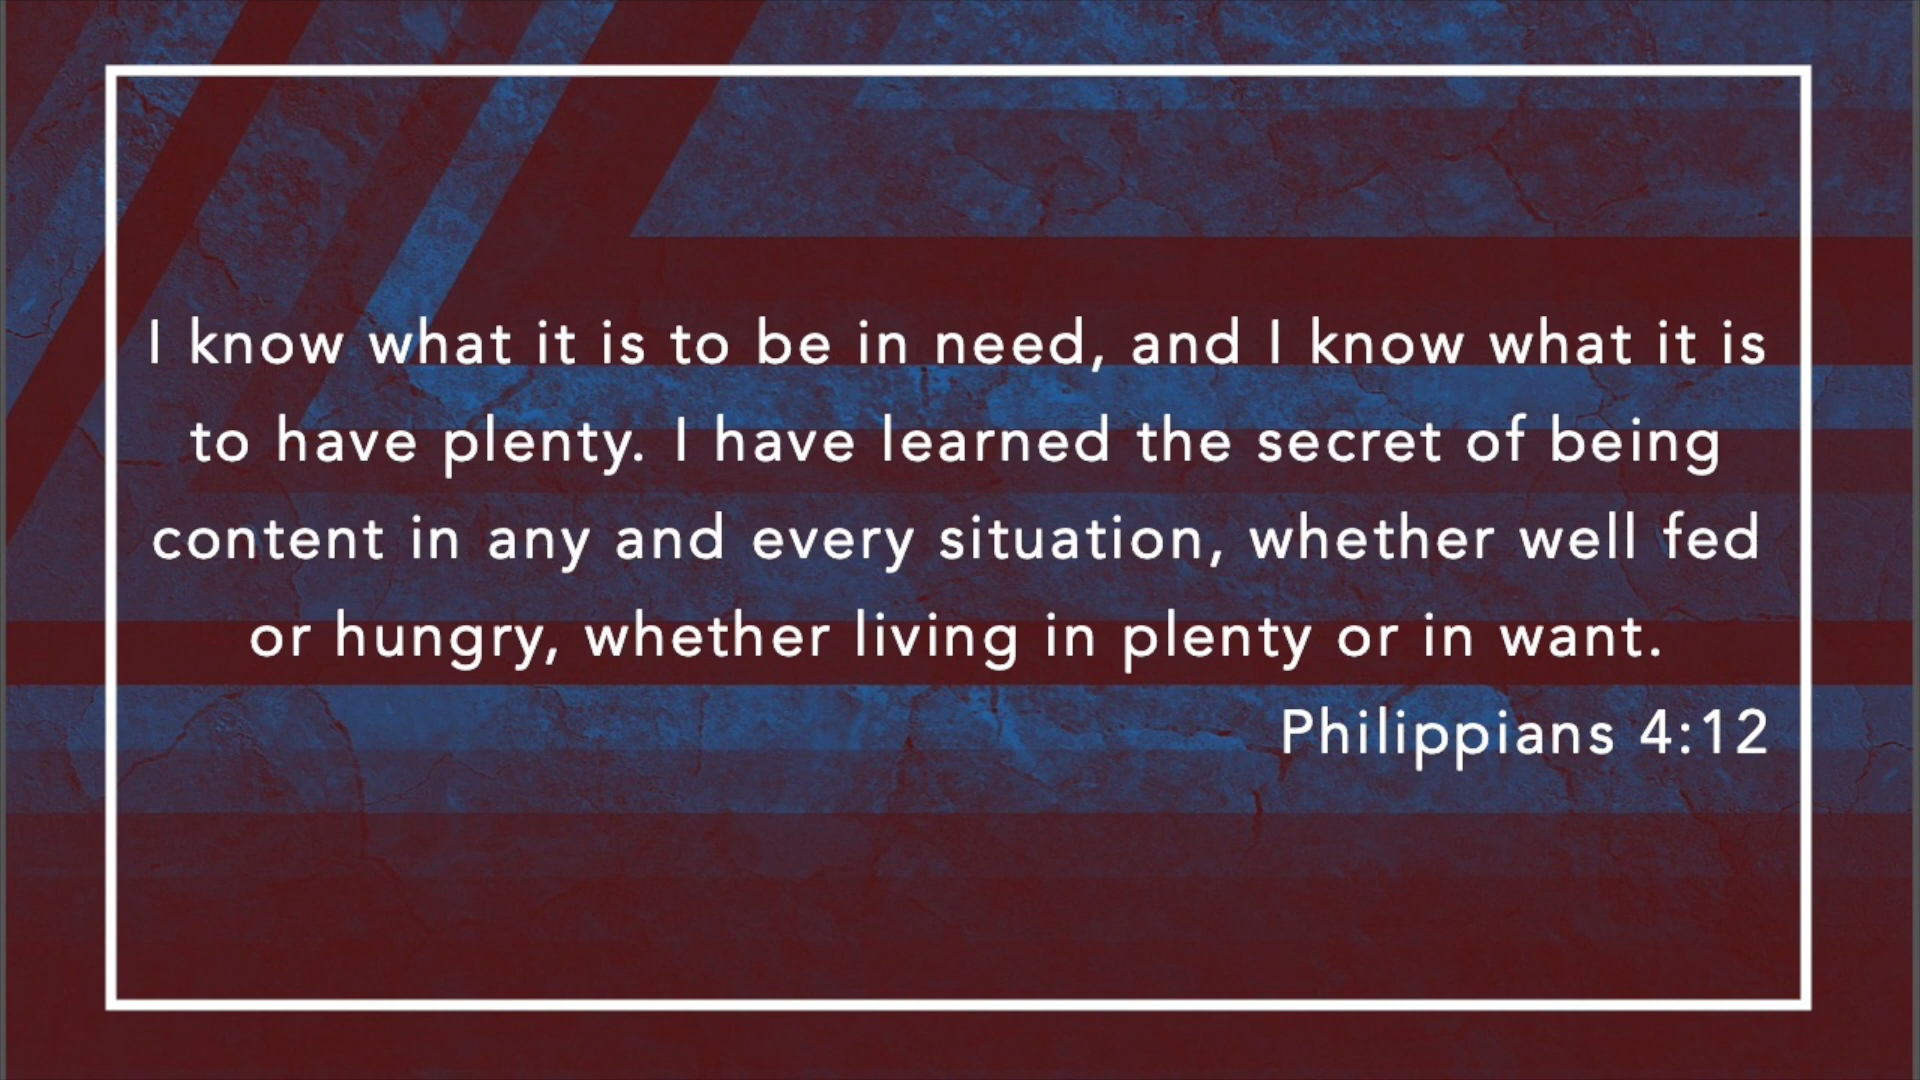 I know what it is to be in need, and I know what it is
to have plenty. I have learned the secret of being
content in any and every situation, whether well fed
or hungry, whether living in plenty or in want.
Philippians 4:12